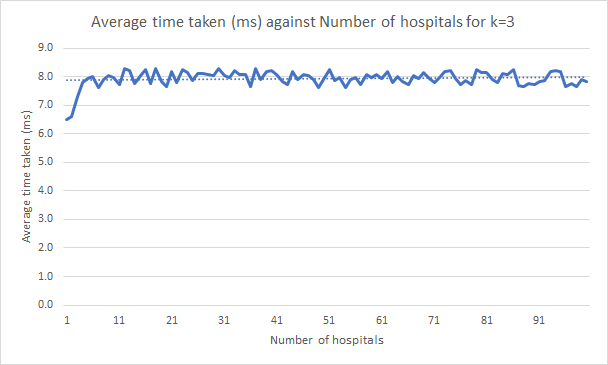 Average time taken (ms) against Number of hospitals for k=3
9.0
8.0
7.0
6.0
5.0
4.0
3.0
2.0
1.0
0.0
Average time taken (ms)
1 11 21 31 41 51 61 71 81 91
Number of hospitals